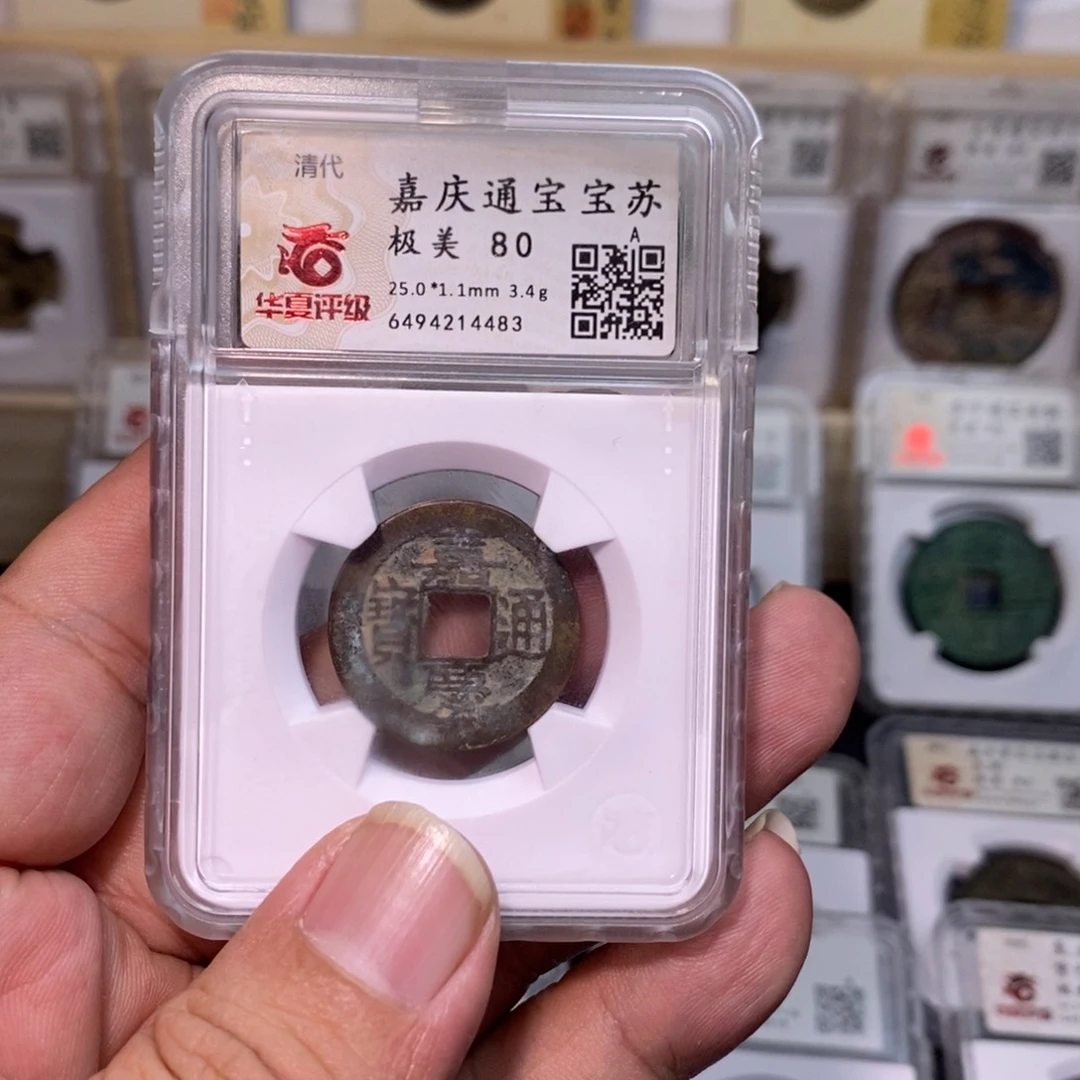 清代
嘉庆通宝宝苏
极美 80
A
25.0*1.1mm 3.4g
6494214483
华夏评级
嘉
寳 通
慶